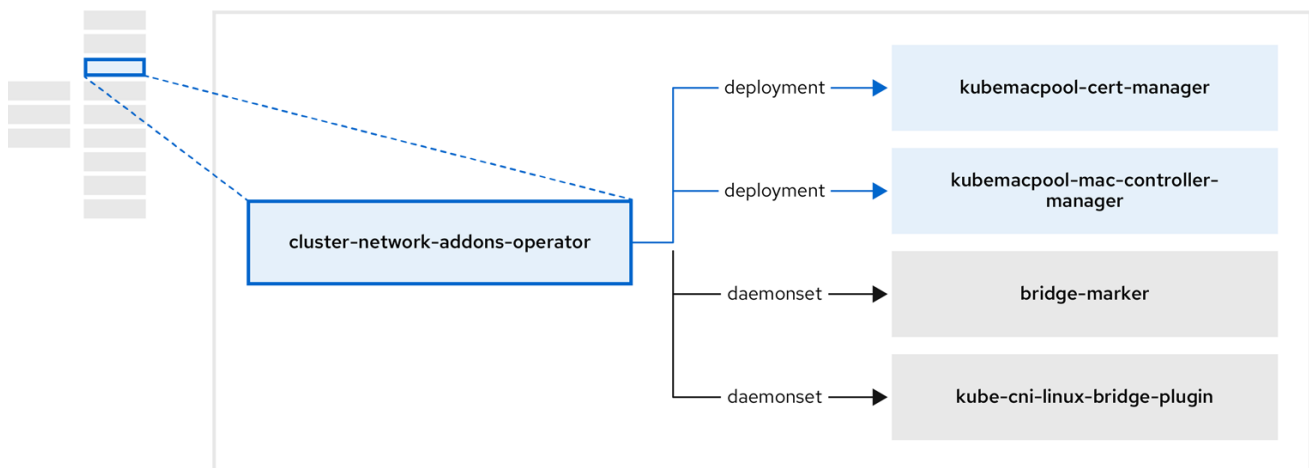 deployment
kubemacpool-cert-manager
deployment
kubemacpool-mac-controller-
manager
cluster-network-addons-operator
daemonset
bridge-marker
daemonset
kube-cni-linux-bridge-plugin